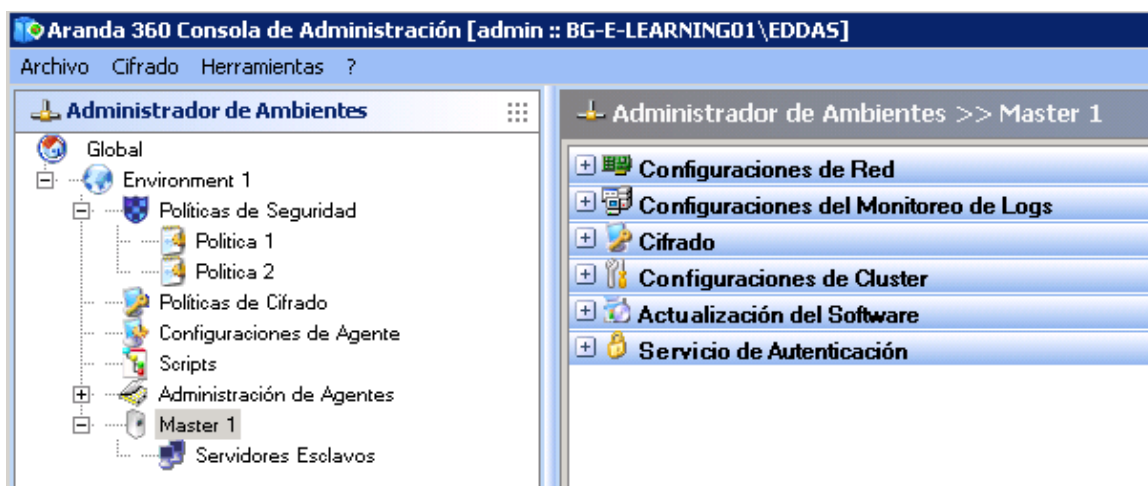 Aranda 360 Consola de Administración [admin :: BG-E-LEARNING01\EDDAS]
Archivo Cifrado Herramientas ?
Administrador de Ambientes
Global
Environment 1
Políticas de Seguridad
Politica 1
Politica 2
Políticas de Cifrado
Configuraciones de Agente
Scripts
Administración de Agentes
Master 1
Servidores Esclavos
Administrador de Ambientes >> Master 1
Configuraciones de Red
Configuraciones del Monitoreo de Logs
Cifrado
Configuraciones de Cluster
Actualización del Software
Servicio de Autenticación